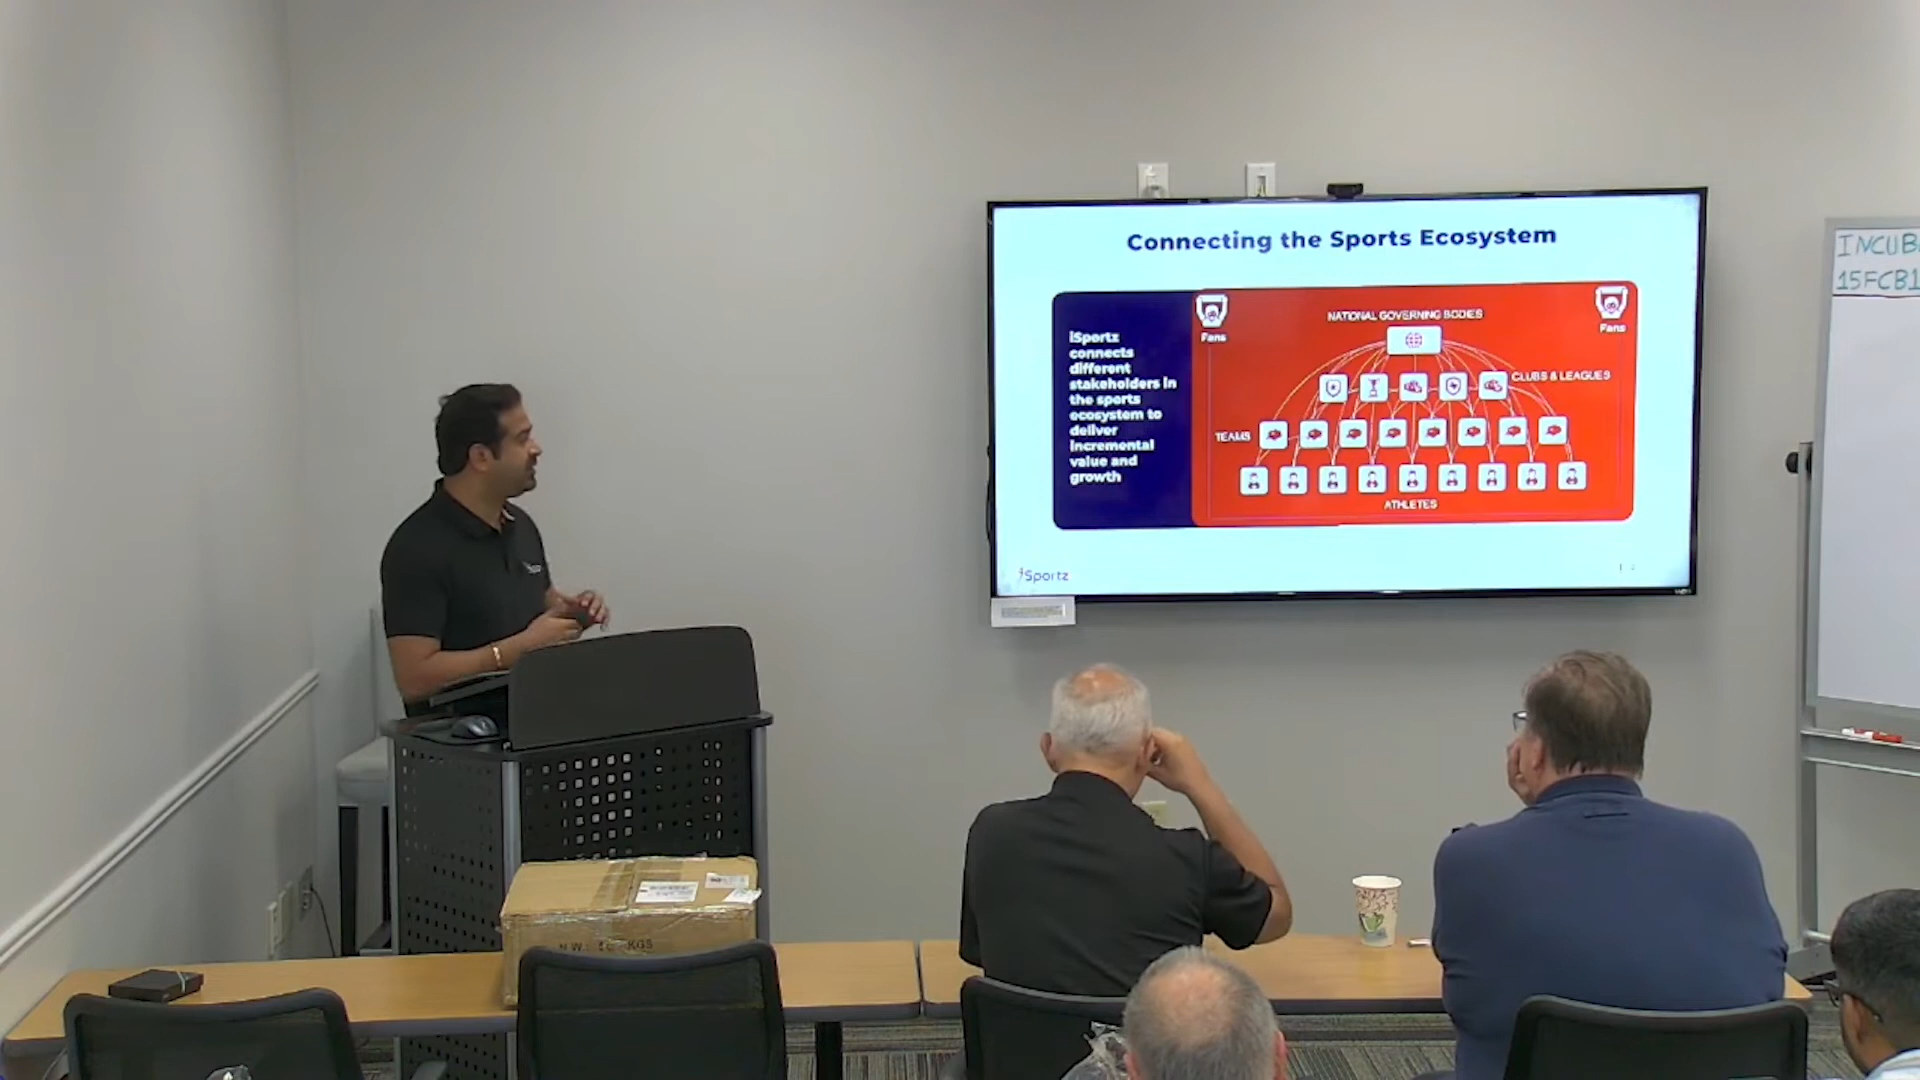 Connecting the Sports Ecosystem
Fans
NATIONAL GOVERNING BODIES
Fans
iSportz
connects
different
stakeholders in
the sports
ecosystem to
deliver
incremental
value and
growth
CLUBS & LEAGUES
TEAMS
ATHLETES
iSportz
INCUB
15FCB1
KGS